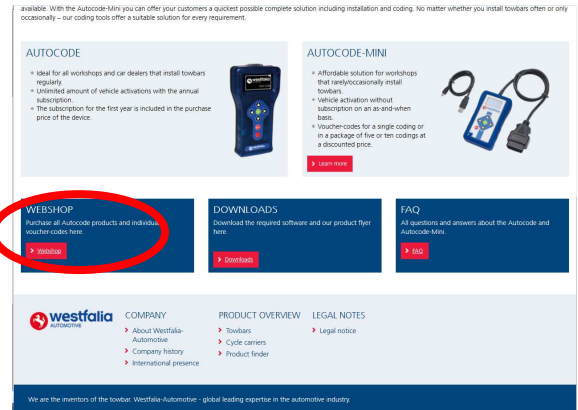 available. With the Autocode-Mini you can offer your customers a quickest possible complete solution including installation and coding. No matter whether you install towbars often or only
occasionally – our coding tools offer a suitable solution for every requirement.
AUTOCODE
Ideal for all workshops and car dealers that install towbars
regularly.
Unlimited amount of vehicle activations with the annual
subscription.
The subscription for the first year is included in the purchase
price of the device.
westfalia
AUTOCODE-MINI
Affordable solution for workshops
that rarely/occasionally install
towbars.
Vehicle activation without
subscription on an as-and-when
basis.
Voucher-codes for a single coding or
in a package of five or ten codings at
a discounted price.
Learn more
WEBSHOP
Purchase all Autocode products and individual
voucher-codes here.
Webshop
DOWNLOADS
Download the required software and our product flyer
here.
Downloads
FAQ
All questions and answers about the Autocode and
Autocode-Mini.
FAQ
westfalia
AUTOMOTIVE
COMPANY
About Westfalia-
Automotive
Company history
International presence
PRODUCT OVERVIEW
Towbars
Cycle carriers
Product finder
LEGAL NOTES
Legal notice
We are the inventors of the towbar. Westfalia-Automotive - global leading expertise in the automotive industry.